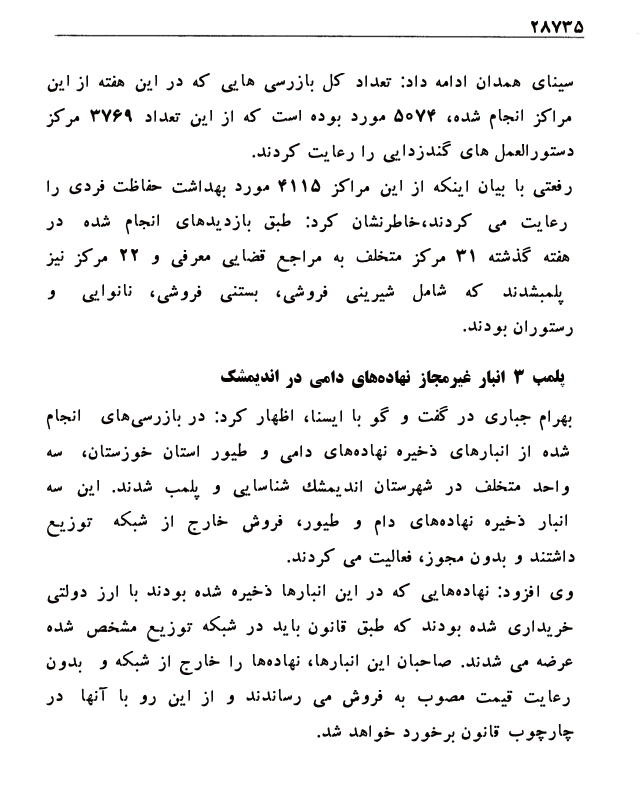 ۲۸۷۳۵
سینای همدان ادامه داد: تعداد کل بازرسی هایی که در این هفته از این
مراکز انجام شده، ۵۰۷۴ مورد بوده است که از این تعداد ۳۷۶۹ مرکز
دستورالعمل های گندزدایی را رعایت کردند.
رفعتی با بیان اینکه از این مراکز ۴۱۱۵ مورد بهداشت حفاظت فردی را
رعایت می کردند،خاطرنشان کرد: طبق بازدیدهای انجام شده در
هفته گذشته ۳۱ مرکز متخلف به مراجع قضایی معرفی و ۲۲ مرکز نیز
پلمبشدند که شامل شیرینی فروشی، بستنی فروشی، نانوایی و
رستوران بودند.
پلمب ۳ انبار غیرمجاز نهاده‌های دامی در اندیمشک
بهرام جباری در گفت و گو با ایسنا، اظهار کرد: در بازرسی‌های انجام
شده از انبارهای ذخیره نهاده‌های دامی و طیور استان خوزستان، سه
واحد متخلف در شهرستان اندیمشک شناسایی و پلمب شدند. این سه
انبار ذخیره نهاده‌های دام و طیور، فروش خارج از شبکه توزیع
داشتند و بدون مجوز، فعالیت می کردند.
وی افزود: نهاده‌هایی که در این انبارها ذخیره شده بودند با ارز دولتی
خریداری شده بودند که طبق قانون باید در شبکه توزیع مشخص شده
عرضه می شدند. صاحبان این انبارها، نهاده‌ها را خارج از شبکه و بدون
رعایت قیمت مصوب به فروش می رساندند و از این رو با آنها در
چارچوب قانون برخورد خواهد شد.